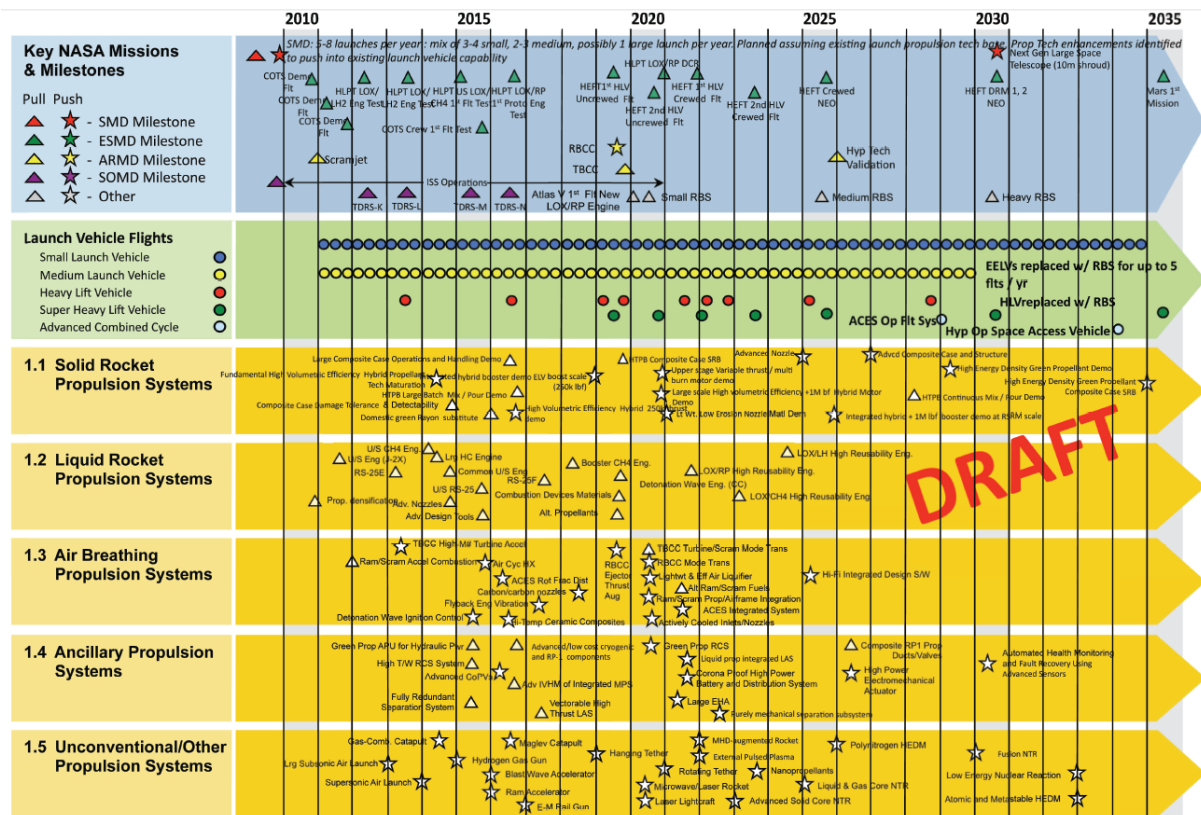 2010 2015 2020 2025 2030 2035
Key NASA Missions
& Milestones
Pull Push
- SMD Milestone
- ESMD Milestone
- ARMD Milestone
- SOMD Milestone
- Other
SMD: 5-8 launches per year : mix of 3-4 small, 2-3 medium, possibly 1 large launch per year. Planned assuming existing launch propulsion tech base. Prop Tech enhancements identified
to push into existing launch vehicle capability
Next Gen Large Space
Telescope (10m shroud)
COTS Demo
Flt
COTS Demo
Flt
COTS Demo
Flt
HLPT LOX/
LH2 Eng Test
HLPT LOX/
LH2 Eng Test
HLPT US LOX/
CH4 1st Flt Test
HLPT LOX/RP
1st Proto Eng
Test
COTS Crew 1st Flt Test
HEFT 1st HLV
Uncrewed Flt
HLPT LOX/RP DCR
HEFT 2nd HLV
Uncrewed Flt
HEFT 1st HLV
Crewed Flt
HEFT 2nd HLV
Crewed Flt
HEFT Crewed
NEO
HEFT DRM 1, 2
NEO
Mars 1st
Mission
Scramjet
RBCC
TBCC
Hyp Tech
Validation
ISS Operations
TDRS-K
TDRS-L
TDRS-M
TDRS-N
Atlas V 1st Flt New
LOX/RP Engine
Small RBS
Medium RBS
Heavy RBS
Launch Vehicle Flights
Small Launch Vehicle
Medium Launch Vehicle
Heavy Lift Vehicle
Super Heavy Lift Vehicle
Advanced Combined Cycle
EELVs replaced w/ RBS for up to 5
flts / yr
HLVreplaced w/ RBS
ACES Op Flt Sys
Hyp Op Space Access Vehicle
1.1 Solid Rocket
Propulsion Systems
Large Composite Case Operations and Handling Demo
Fundamental High Volumetric Efficiency Hybrid Propellant
Tech Maturation
hybrid booster demo ELV boost scale
(250k lbf)
HTPB Large Batch Mix / Pour Demo
Composite Case Damage Tolerance & Detectability
Domestic green Rayon substitute
High Volumetric Efficiency Hybrid 250k thrust
demo
HTPB Composite Case SRB
Upper stage Variable thrust/ multi
burn motor demo
Large scale High volumetric Efficiency +1M lbf Hybrid Motor
Demo
Lt Wt. Low Erosion Nozzle Matl Dem
Advanced Nozzle
Advcd Composite Case and Structure
High Energy Density Green Propellant Demo
High Energy Density Green Propellant
Composite Case SRB
HTPB Continuous Mix / Pour Demo
Integrated hybrid + 1M lbf booster demo at RSRM scale
1.2 Liquid Rocket
Propulsion Systems
U/S CH4 Eng.
U/S Eng (J-2X)
Lrg HC Engine
RS-25E
Common U/S Eng
U/S RS-25
RS-25F
Prop. densification
Adv. Nozzles
Adv. Design Tools
Booster CH4 Eng.
Combustion Devices Materials
Alt. Propellants
LOX/RP High Reusability Eng.
Detonation Wave Eng. (CC)
LOX/LH High Reusability Eng.
LOX/CH4 High Reusability Eng
DRAFT
1.3 Air Breathing
Propulsion Systems
TBCC High-M# Turbine Accel
Ram/Scram Accel Combustion
Air Cyc HX
ACES Rot Frac Dist
Carbon/carbon nozzles
Flyback Eng Vibration
Detonation Wave Ignition Control
Hi-Temp Ceramic Composites
RBCC
Ejector
Thrust
Aug
TBCC Turbine/Scram Mode Trans
RBCC Mode Trans
Lightwt & Eff Air Liquifier
Alt Ram/Scram Fuels
Ram/Scram Prop/Airframe Integration
ACES Integrated System
Actively Cooled Inlets/Nozzles
Hi-Fi Integrated Design S/W
1.4 Ancillary Propulsion
Systems
Green Prop APU for Hydraulic Pwr
High T/W RCS System
Advanced CoPVs
Fully Redundant
Separation System
Advanced/low cost cryogenic
and RP-1 components
Adv IVHM of Integrated MPS
Vectorable High
Thrust LAS
Green Prop RCS
Liquid prop integrated LAS
Corona Proof High Power
Battery and Distribution System
Large EHA
Purely mechanical separation subsystem
Composite RP1 Prop
Ducts/Valves
High Power
Electromechanical
Actuator
Automated Health Monitoring
and Fault Recovery Using
Advanced Sensors
1.5 Unconventional/Other
Propulsion Systems
Gas-Comb. Catapult
Lrg Subsonic Air Launch
Supersonic Air Launch
Hydrogen Gas Gun
Maglev Catapult
Blast Wave Accelerator
Ram Accelerator
E-M Rail Gun
Hanging Tether
MHD-augmented Rocket
External Pulsed Plasma
Rotating Tether
Nanopropellants
Microwave/Laser Rocket
Laser Lightcraft
Advanced Solid Core NTR
Polynitrogen HEDM
Liquid & Gas Core NTR
Fusion NTR
Low Energy Nuclear Reaction
Atomic and Metastable HEDM